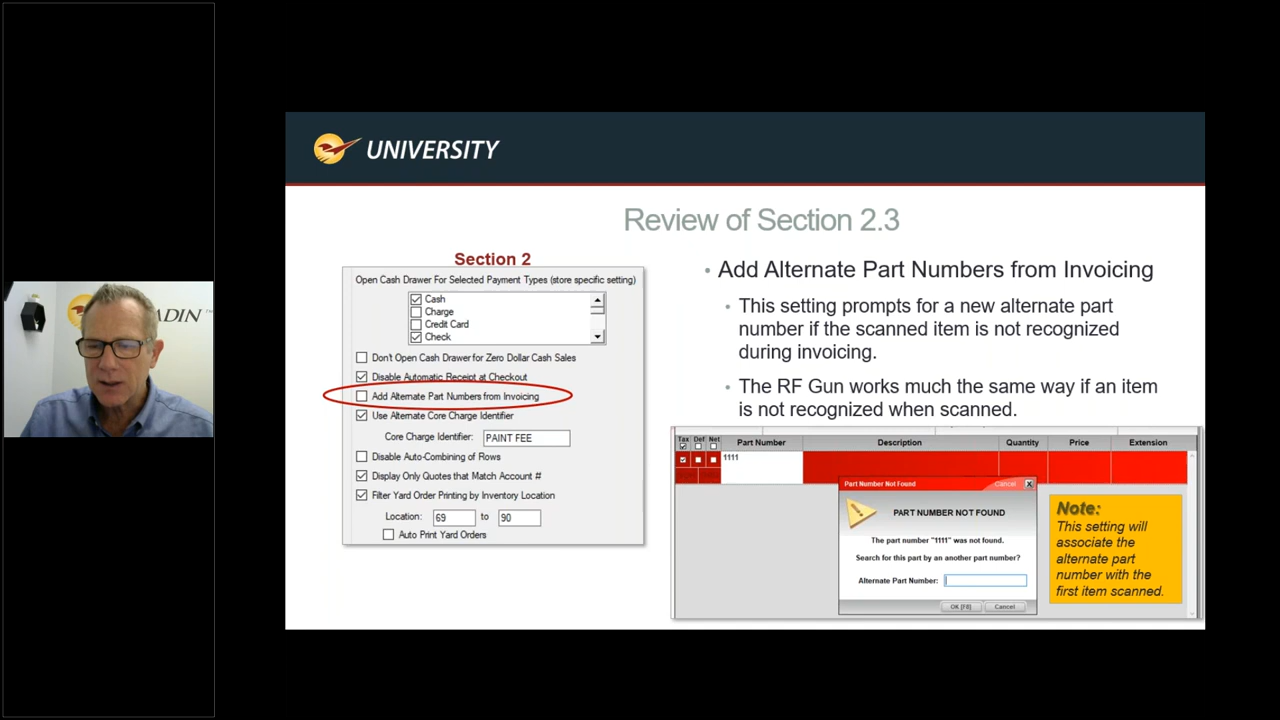 ADIN
UNIVERSITY
Review of Section 2.3
Section 2
Open Cash Drawer For Selected Payment Types (store specific setting)
Cash
Charge
Credit Card
Check
Don't Open Cash Drawer for Zero Dollar Cash Sales
Disable Automatic Receipt at Checkout
Add Alternate Part Numbers from Invoicing
Use Alternate Core Charge Identifier
Core Charge Identifier: PAINT FEE
Disable Auto-Combining of Rows
Display Only Quotes that Match Account #
Filter Yard Order Printing by Inventory Location
Location: 69 to 90
Auto Print Yard Orders
• Add Alternate Part Numbers from Invoicing
• This setting prompts for a new alternate part
number if the scanned item is not recognized
during invoicing.
• The RF Gun works much the same way if an item
is not recognized when scanned.
Tax Def Net Part Number Description Quantity Price Extension
1111
Part Number Not Found Cancel X
PART NUMBER NOT FOUND
The part number "1111" was not found.
Search for this part by an another part number?
Alternate Part Number:
OK [F8] Cancel
Note:
This setting will
associate the
alternate part
number with the
first item scanned.